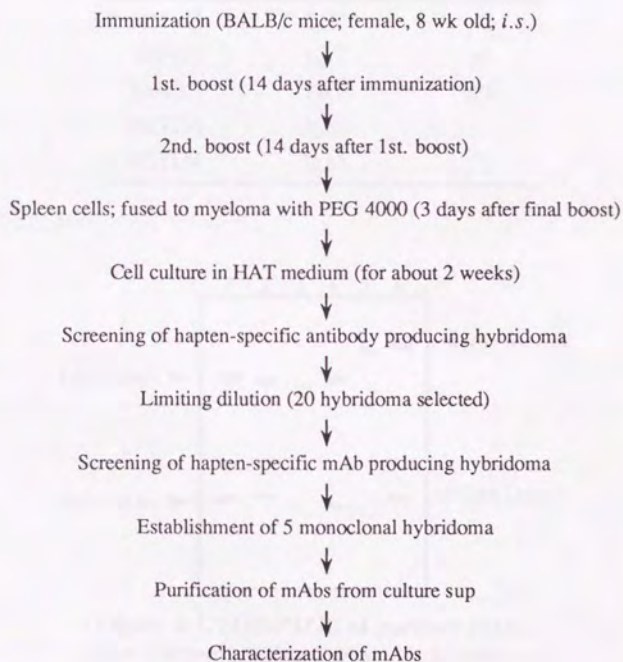 Immunization (BALB/c mice; female, 8 wk old; i.s.)
1st. boost (14 days after immunization)
2nd. boost (14 days after 1st. boost)
Spleen cells; fused to myeloma with PEG 4000 (3 days after final boost)
Cell culture in HAT medium (for about 2 weeks)
Screening of hapten-specific antibody producing hybridoma
Limiting dilution (20 hybridoma selected)
Screening of hapten-specific mAb producing hybridoma
Establishment of 5 monoclonal hybridoma
Purification of mAbs from culture sup
Characterization of mAbs